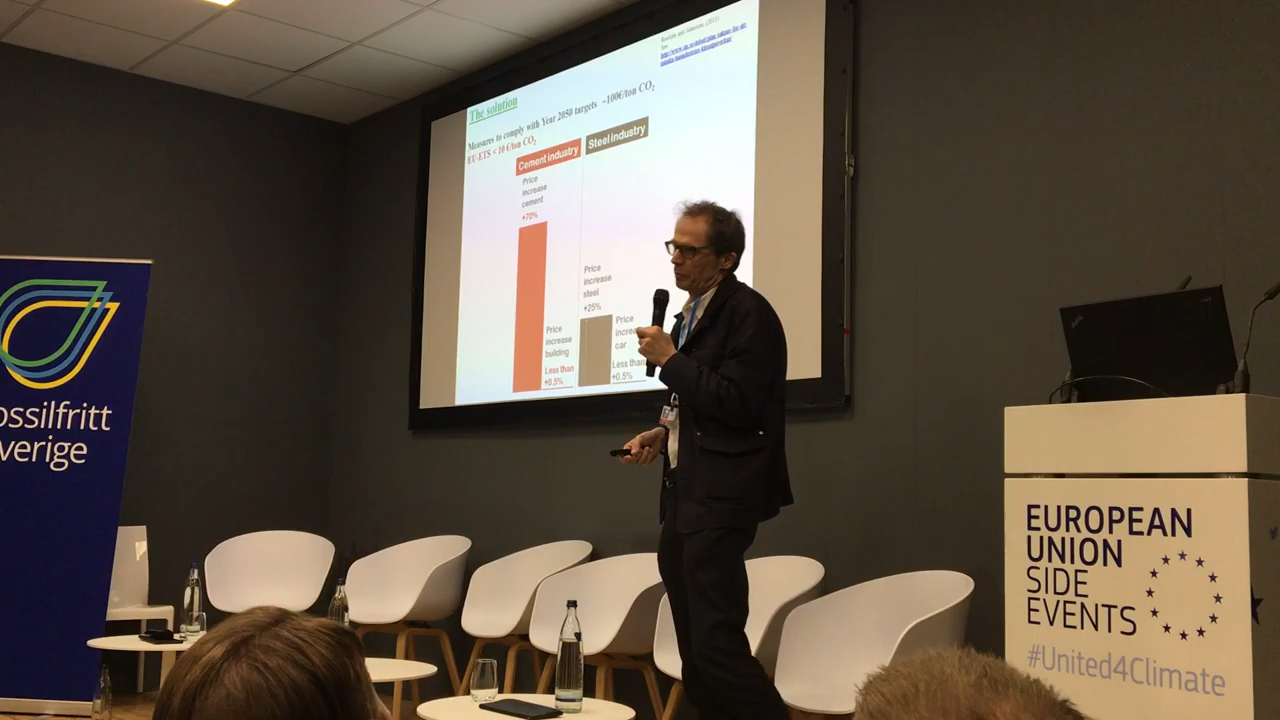 The solution
Measures to comply with Year 2050 targets ~100€/ton CO2
EU-ETS < 10 €/ton CO2
Cement industry
Steel industry
Price
increase
cement
+70%
Price
increase
building
Less than
+0.5%
Price
increase
steel
+25%
Price
car
Less than
+0.5%
ossilfritt
verige
EUROPEAN
UNION
SIDE
EVENTS
#United4Climate